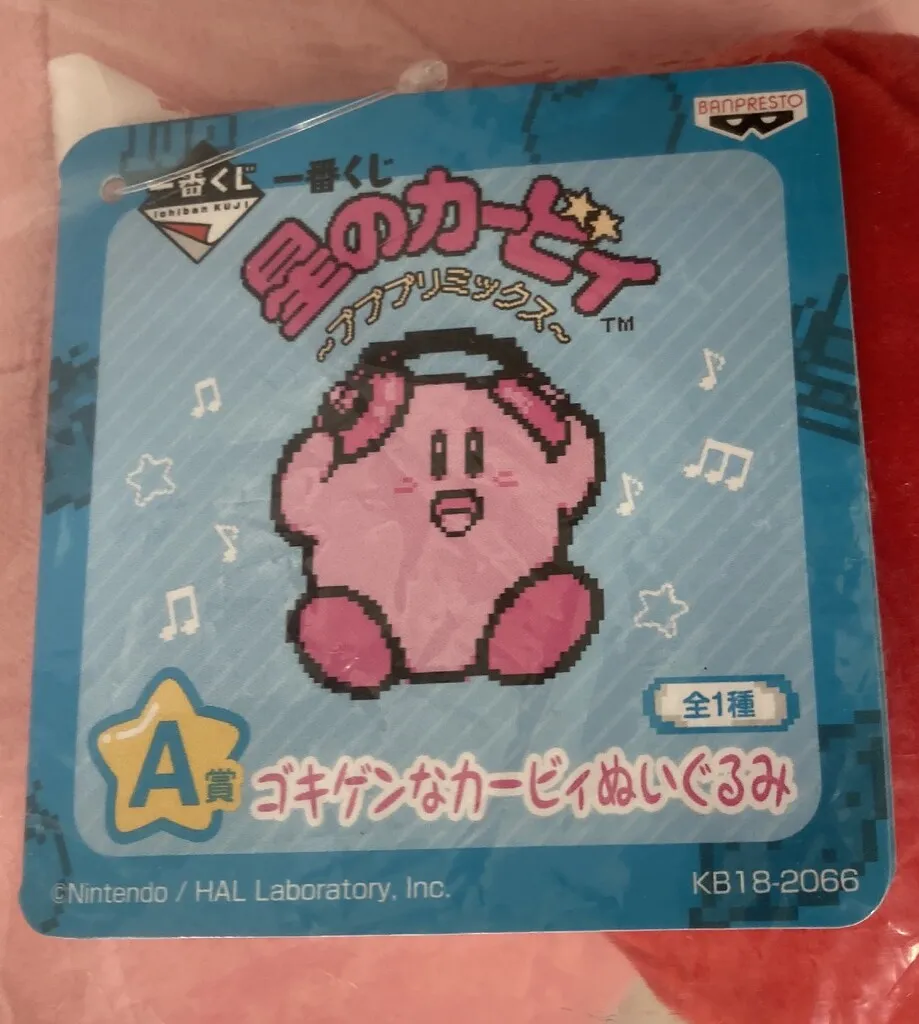 BANPRESTO
一番くじ
Ichiban KUJI
一番くじ
星のカービィ
~プププリミックス~
TM
全1種
A賞
ゴキゲンなカービィぬいぐるみ
©Nintendo / HAL Laboratory, Inc.
KB18-2066